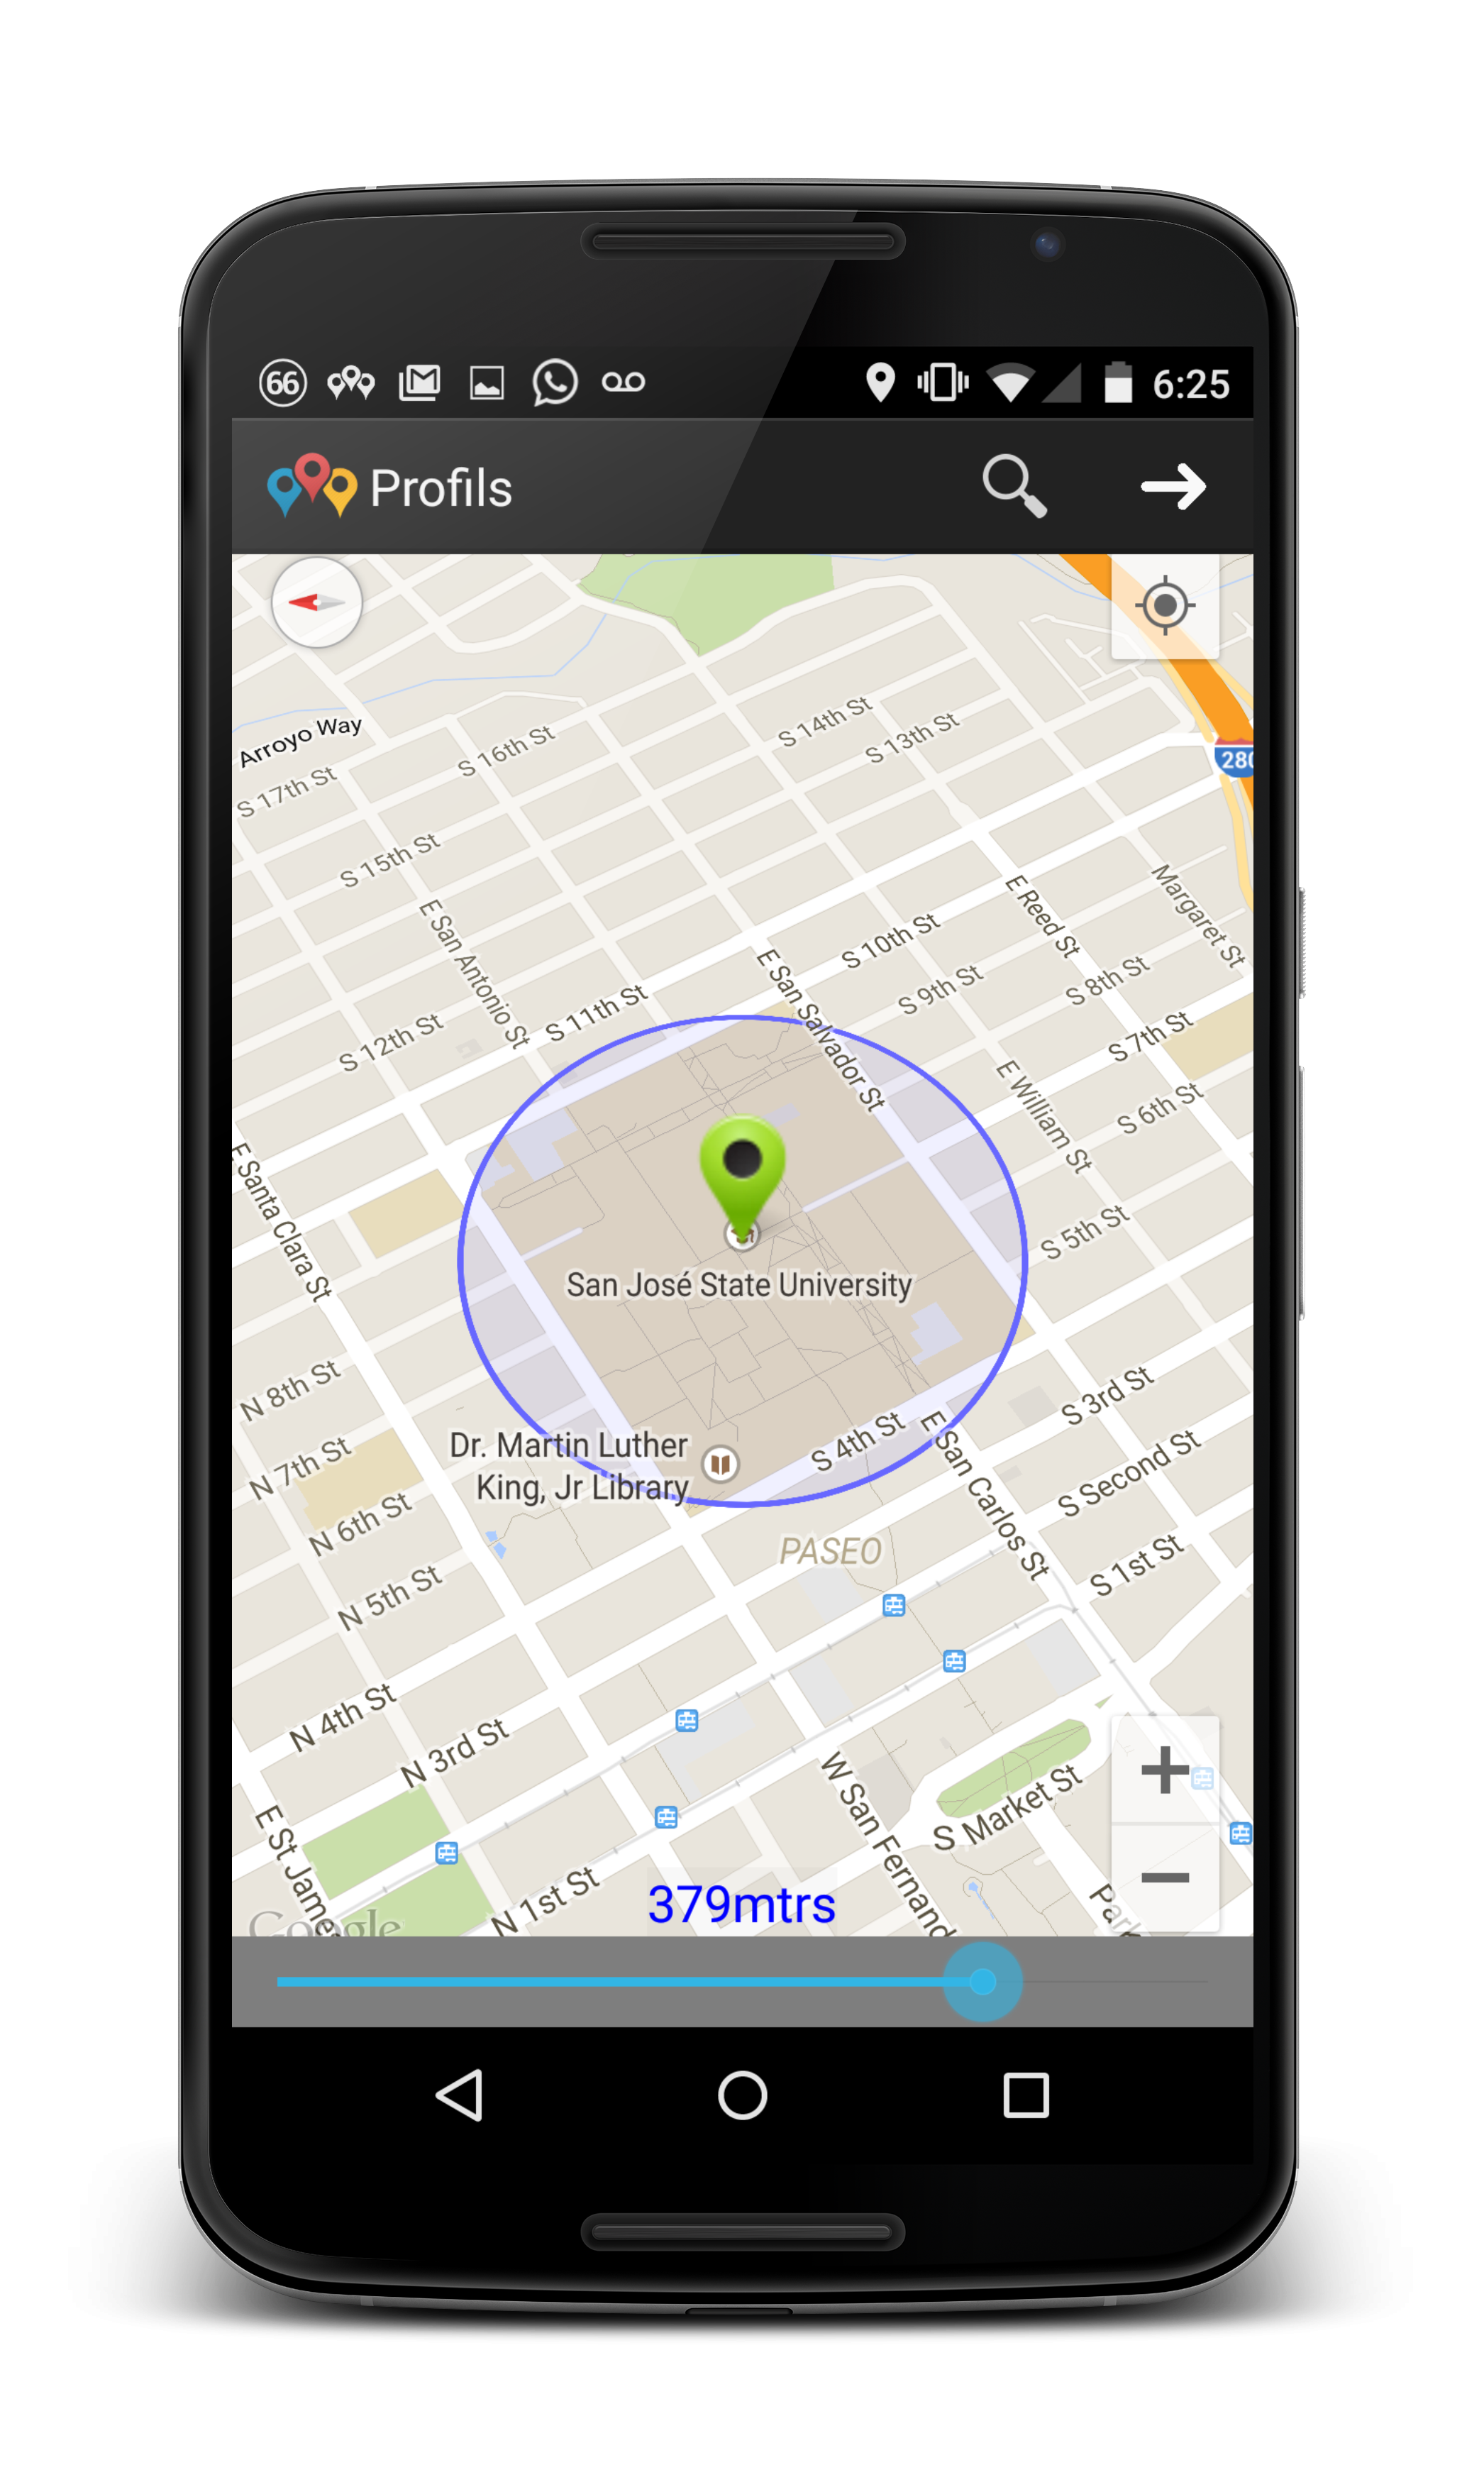 66
6:25
Profils
S 14th St
S 13th St
Arroyo Way
S 16th St
280
S 17th St
S 15th St
E Reed St
Margaret St
E San Antonio St
S 10th St
E San Salvador St
S 9th St
S 8th St
S 11th St
S 7th St
S 12th St
E William St
S 6th St
E Santa Clara St
S 5th St
San José State University
N 8th St
S 3rd St
Dr. Martin Luther
King, Jr Library
S 4th St
E San Carlos St
S Second St
N 7th St
N 6th St
PASEO
S 1st St
N 5th St
N 4th St
N 3rd St
W San Fernand
S Market St
E St James
N 1st St
379mtrs
Park
Google